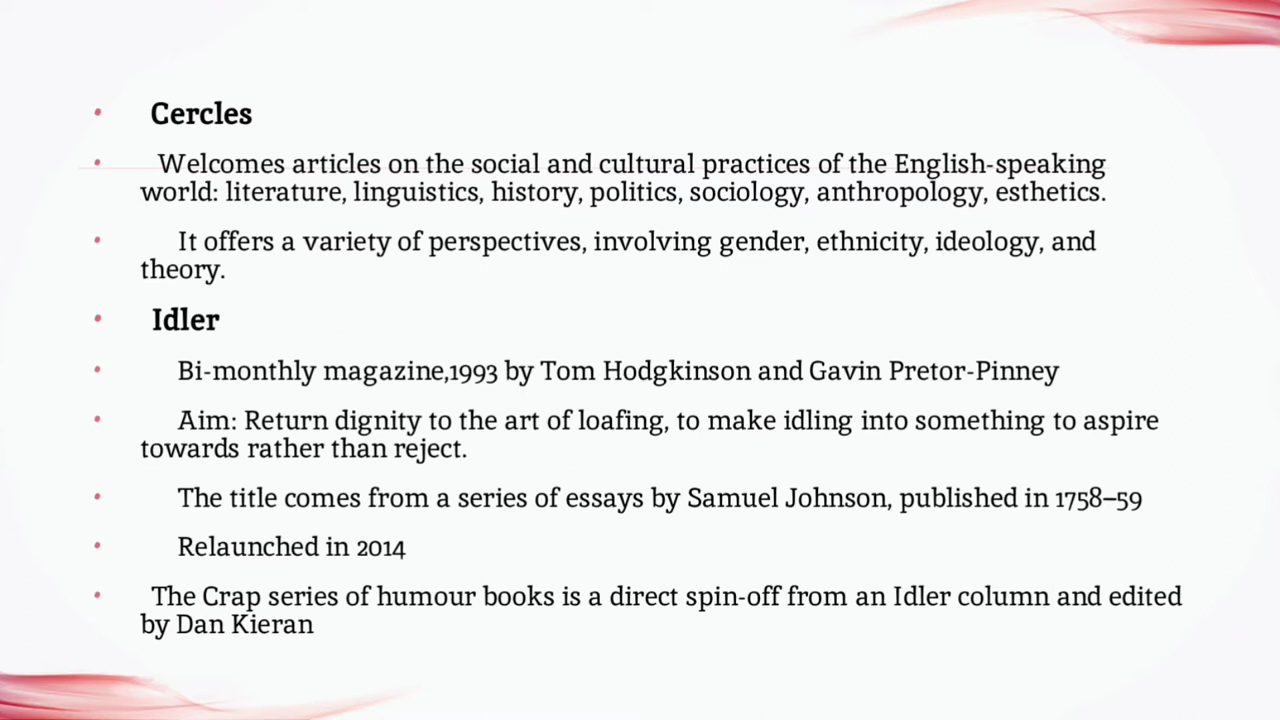 • Cercles
• Welcomes articles on the social and cultural practices of the English-speaking
world: literature, linguistics, history, politics, sociology, anthropology, esthetics.
• It offers a variety of perspectives, involving gender, ethnicity, ideology, and
theory.
• Idler
• Bi-monthly magazine,1993 by Tom Hodgkinson and Gavin Pretor-Pinney
• Aim: Return dignity to the art of loafing, to make idling into something to aspire
towards rather than reject.
• The title comes from a series of essays by Samuel Johnson, published in 1758–59
• Relaunched in 2014
• The Crap series of humour books is a direct spin-off from an Idler column and edited
by Dan Kieran